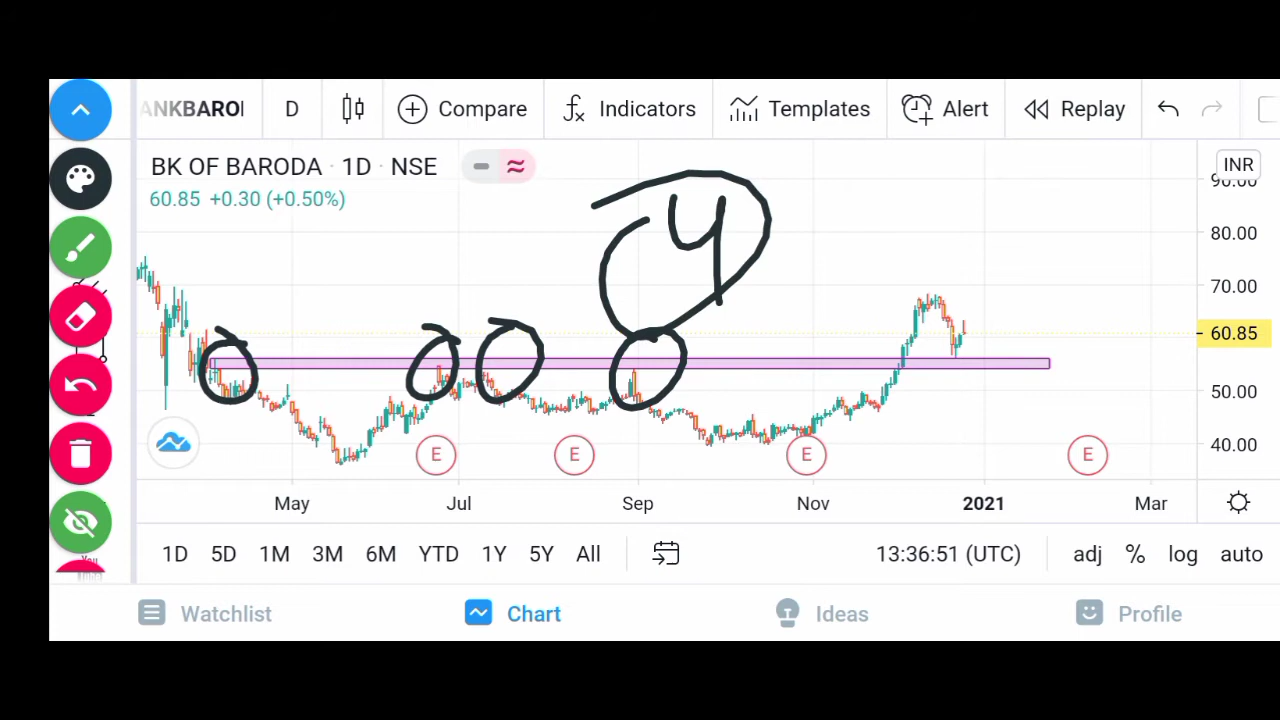 ANKBAROI D Compare Indicators Templates Alert Replay
BK OF BARODA · 1D · NSE
INR
60.85 +0.30 (+0.50%)
4
90.00
80.00
70.00
60.85
50.00
40.00
E E E E
May Jul Sep Nov 2021 Mar
1D 5D 1M 3M 6M YTD 1Y 5Y All 13:36:51 (UTC) adj % log auto
Watchlist Chart Ideas Profile